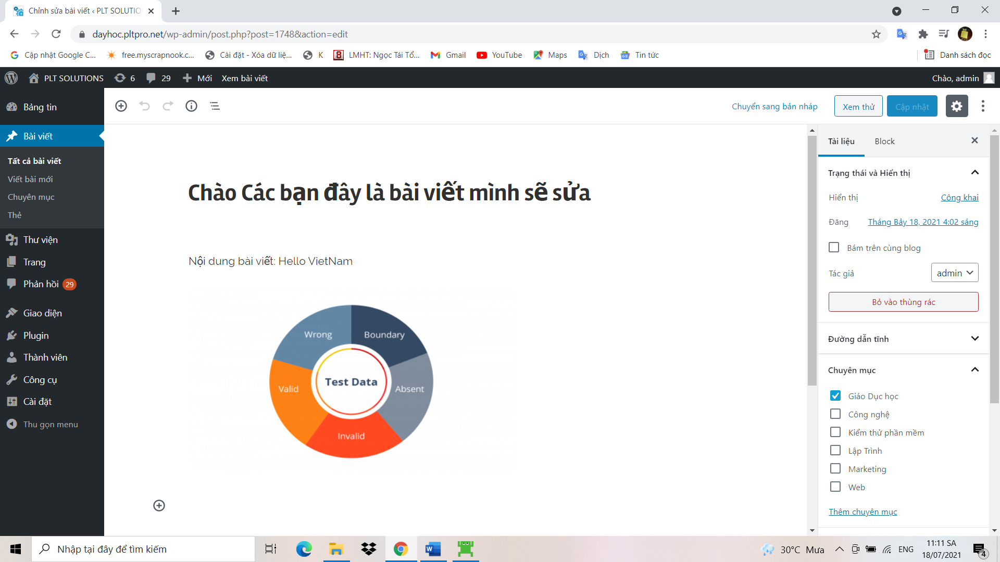 Chỉnh sửa bài viết ‹ PLT SOLUTIO
dayhoc.pltpro.net/wp-admin/post.php?post=1748&action=edit
Cập nhật Google C...
free.myscrapnook.c...
Cài đặt - Xóa dữ liệ...
K
LMHT: Ngọc Tái Tổ...
Gmail
YouTube
Maps
Dịch
Tin tức
Danh sách đọc
PLT SOLUTIONS
6
29
Mới
Xem bài viết
Chào, admin
Bảng tin
Bài viết
Tất cả bài viết
Viết bài mới
Chuyên mục
Thẻ
Thư viện
Trang
Phản hồi 29
Giao diện
Plugin
Thành viên
Công cụ
Cài đặt
Thu gọn menu
Chuyển sang bản nháp
Xem thử
Cập nhật
Chào Các bạn đây là bài viết mình sẽ sửa
Nội dung bài viết: Hello VietNam
Wrong
Boundary
Valid
Test Data
Absent
Invalid
Tài liệu
Block
Trạng thái và Hiển thị
Hiển thị
Công khai
Đăng
Tháng Bảy 18, 2021 4:02 sáng
Bám trên cùng blog
Tác giả
admin
Bỏ vào thùng rác
Đường dẫn tĩnh
Chuyên mục
Giáo Dục học
Công nghệ
Kiểm thử phần mềm
Lập Trình
Marketing
Web
Thêm chuyên mục
Nhập tại đây để tìm kiếm
30°C Mưa
ENG
11:11 SA
18/07/2021
4